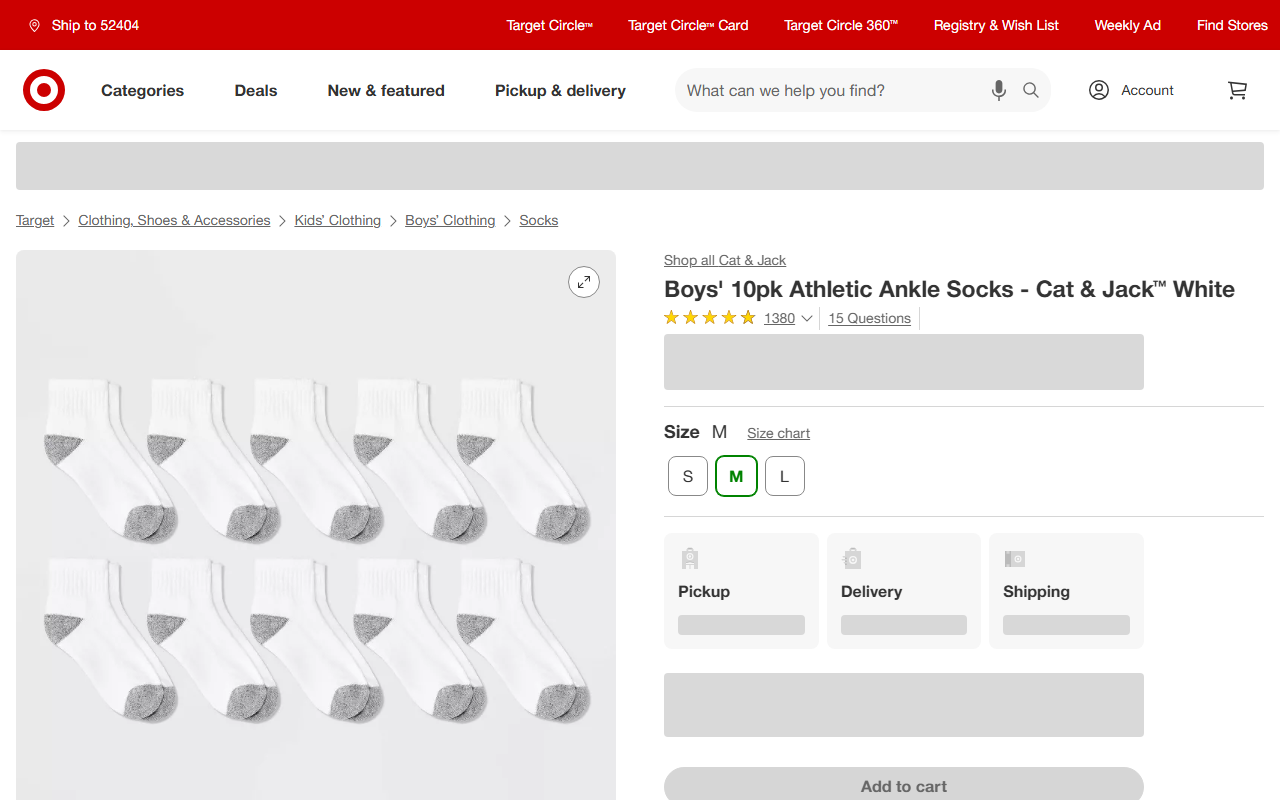 Ship to 52404
Target Circle™
Target Circle™ Card
Target Circle 360™
Registry & Wish List
Weekly Ad
Find Stores
Categories
Deals
New & featured
Pickup & delivery
What can we help you find?
Account
Target
Clothing, Shoes & Accessories
Kids' Clothing
Boys' Clothing
Socks
Shop all Cat & Jack
Boys' 10pk Athletic Ankle Socks - Cat & Jack™ White
1380
15 Questions
Size M Size chart
S M L
Pickup
Delivery
Shipping
Add to cart